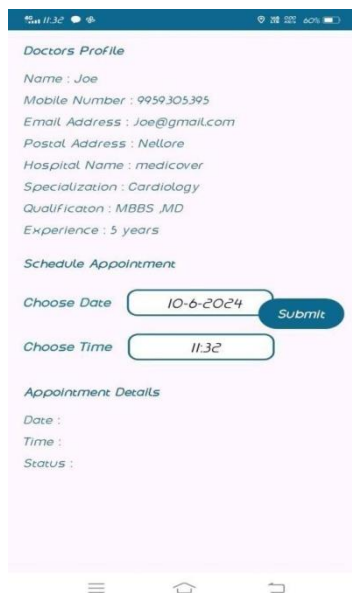 4G 11:32 60%
Doctors Profile
Name : Joe
Mobile Number : 9959305395
Email Address : Joe@gmail.com
Postal Address : Nellore
Hospital Name : medicover
Specialization : Cardiology
Qualificaton : MBBS ,MD
Experience : 5 years
Schedule Appointment
Choose Date 10-6-2024
Submit
Choose Time 11:32
Appointment Details
Date :
Time :
Status :